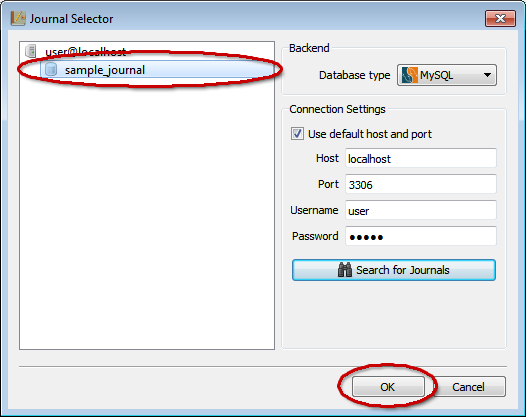 Journal Selector
user@localhost
sample_journal
Backend
Database type MySQL
Connection Settings
Use default host and port
Host localhost
Port 3306
Username user
Password ●●●●●
Search for Journals
OK Cancel